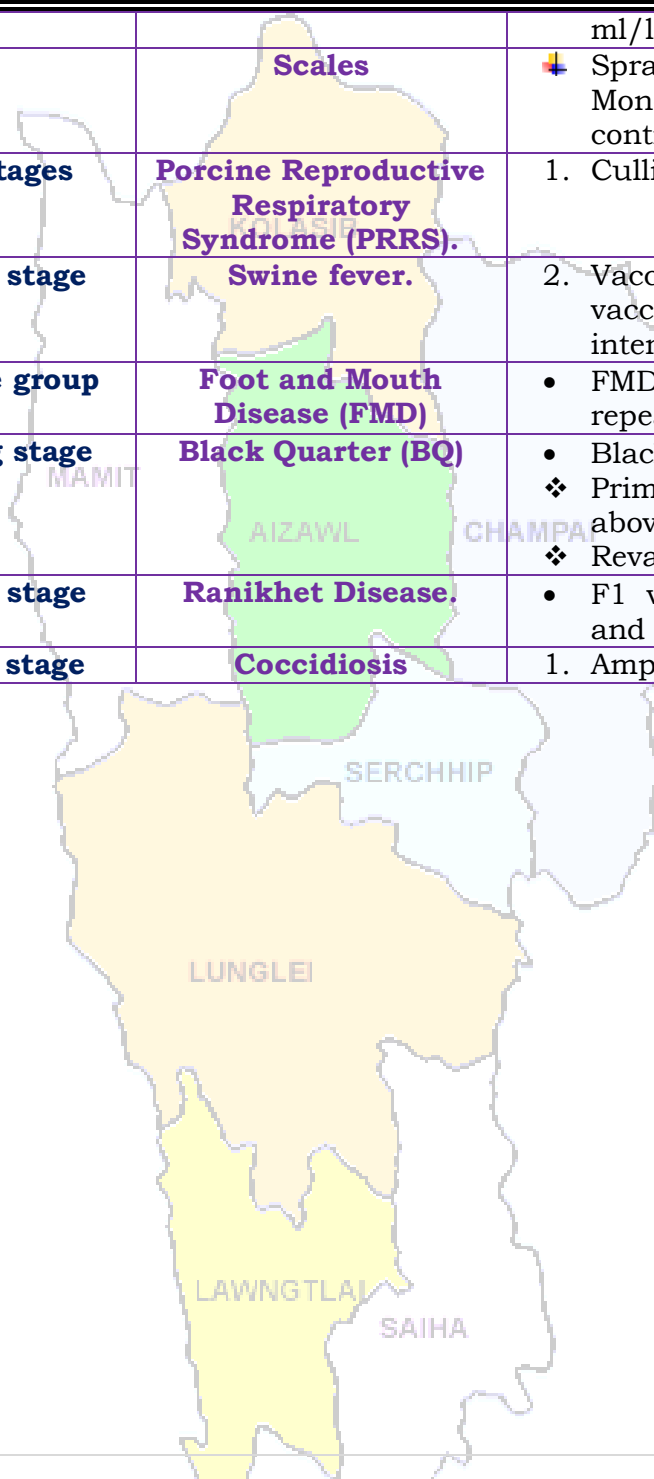 ml/l
Scales
Spra
Mon
cont
tages
Porcine Reproductive
Respiratory
Syndrome (PRRS).
1. Culli
KOLASIB
stage
Swine fever.
2. Vacc
vacc
inter
group
Foot and Mouth
Disease (FMD)
• FMD
repea
stage
Black Quarter (BQ)
• Blac
❖ Prim
abov
❖ Reva
MAMIT
AIZAWL
CHAMPAI
stage
Ranikhet Disease.
• F1 v
and
stage
Coccidiosis
1. Amp
SERCHHIP
LUNGLEI
LAWNGTLAI
SAIHA